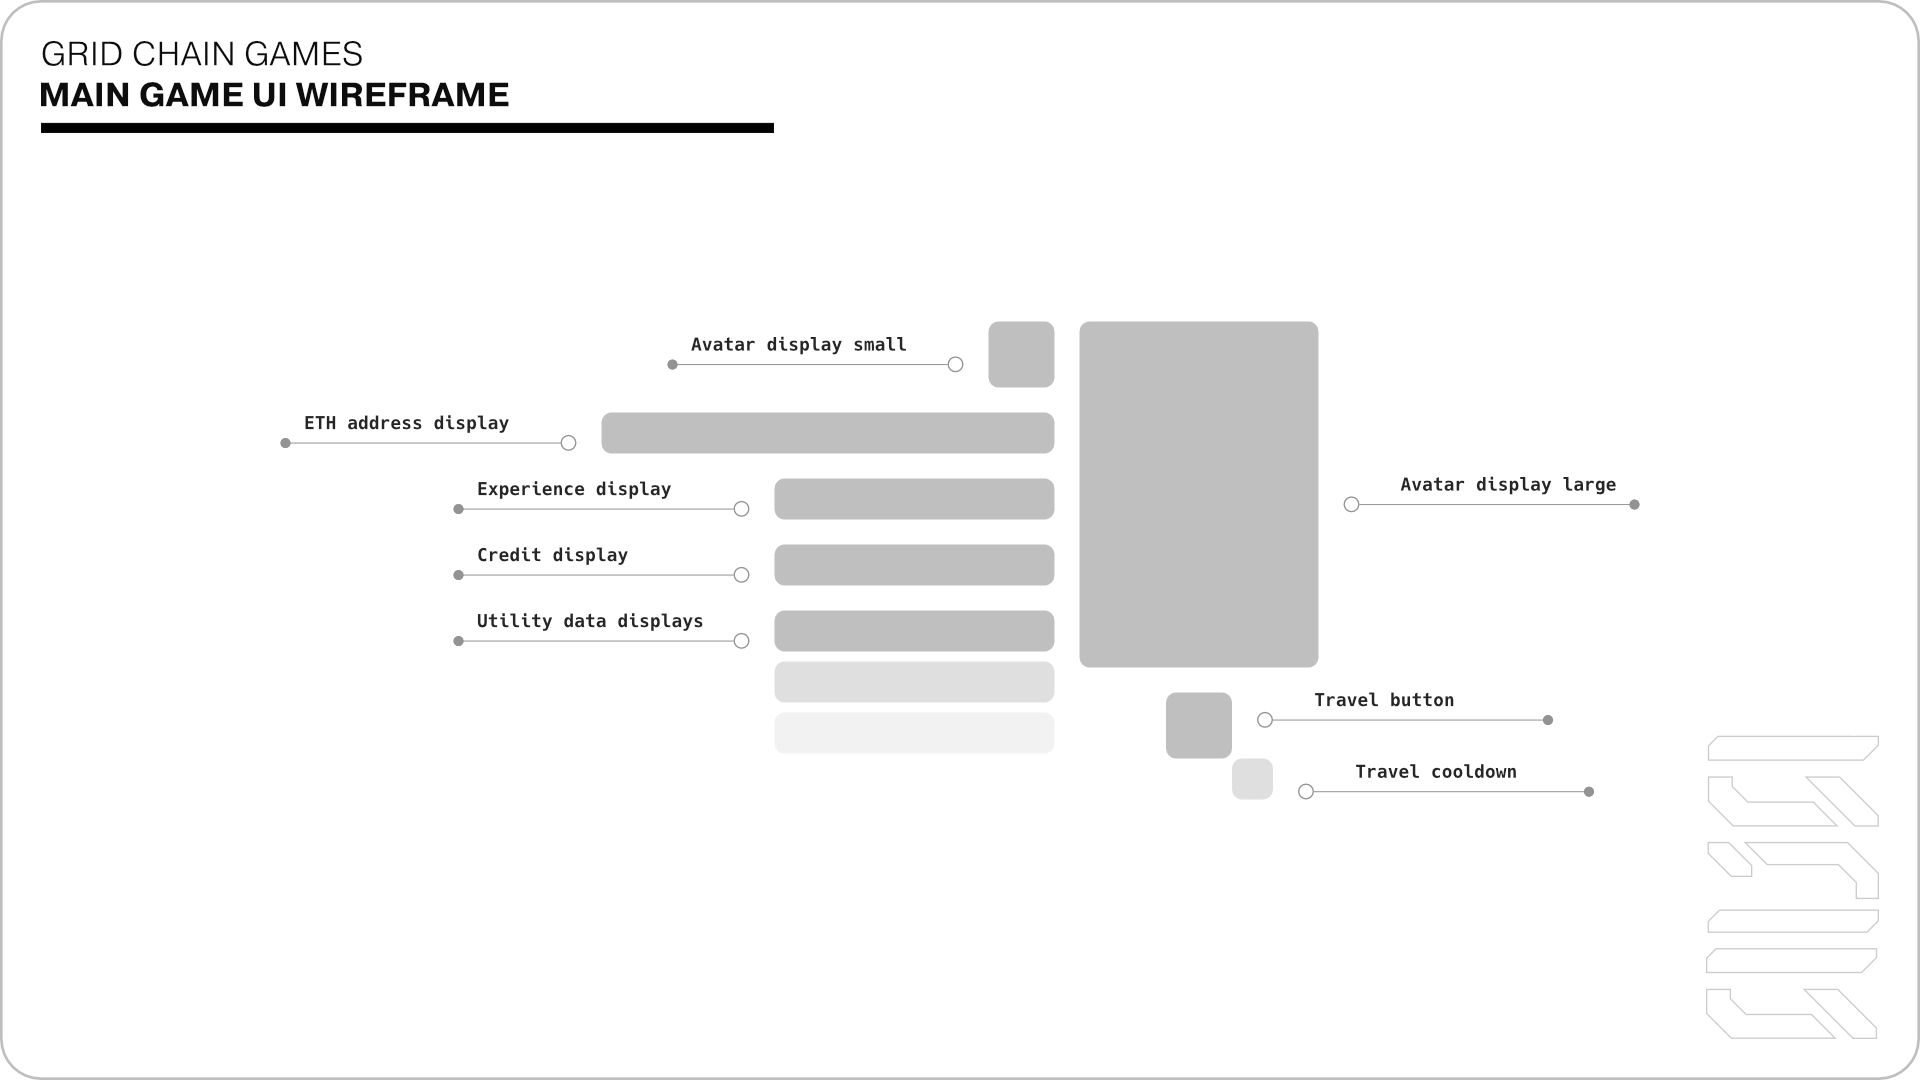 GRID CHAIN GAMES
MAIN GAME UI WIREFRAME
Avatar display small
ETH address display
Experience display
Avatar display large
Credit display
Utility data displays
Travel button
Travel cooldown